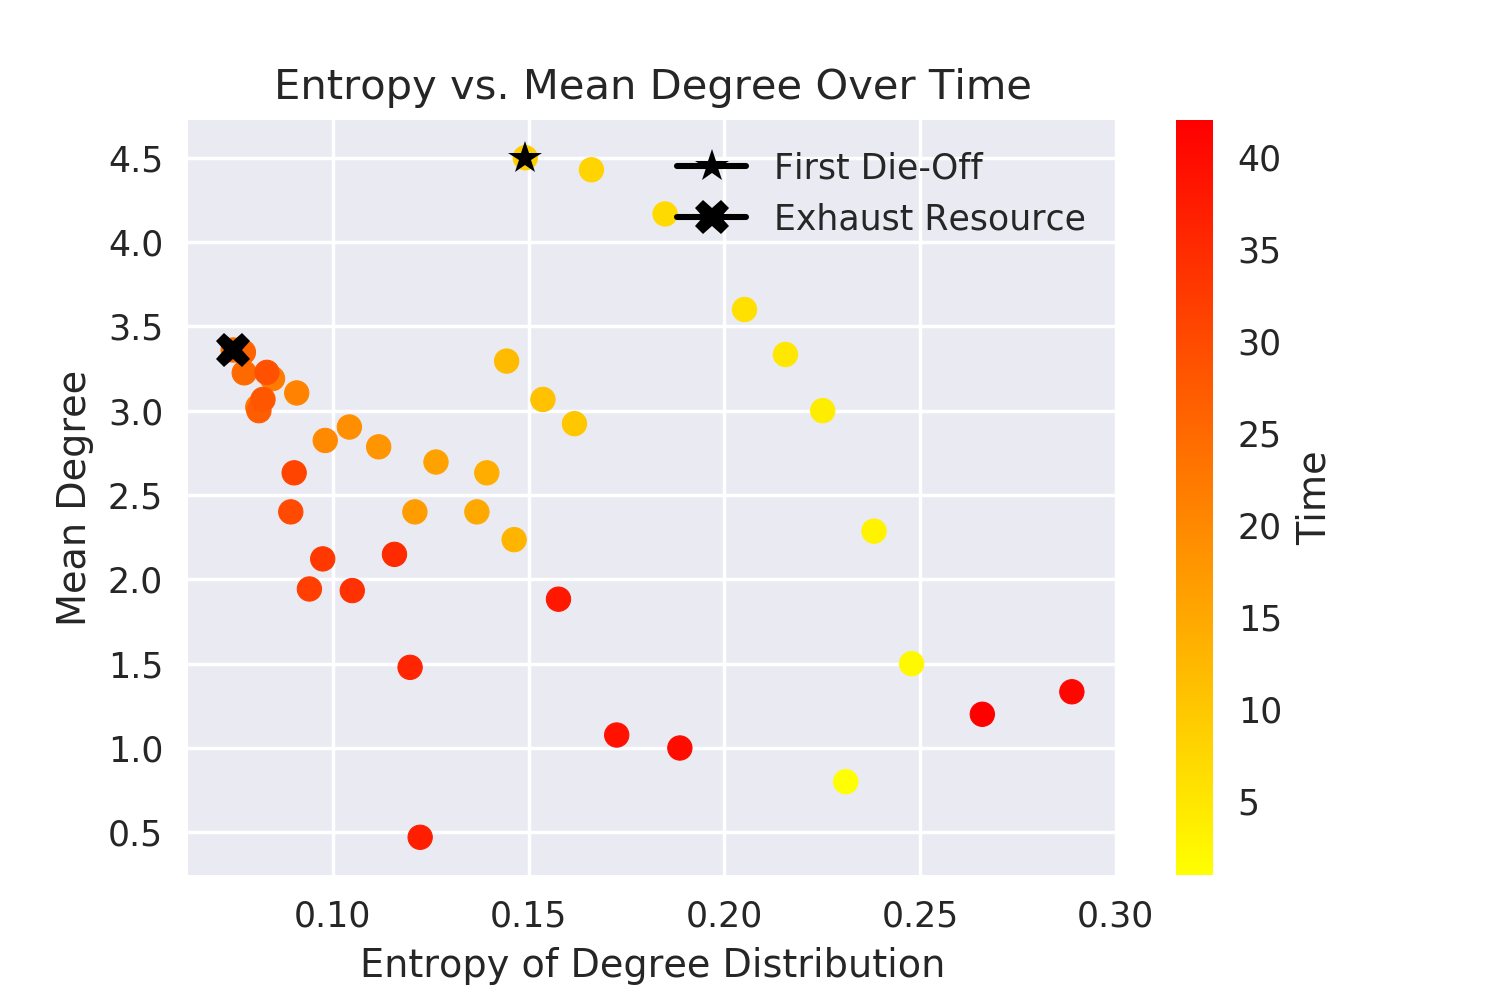 Entropy vs. Mean Degree Over Time
First Die-Off
Exhaust Resource
4.5
4.0
3.5
3.0
2.5
2.0
1.5
1.0
0.5
Mean Degree
0.10 0.15 0.20 0.25 0.30
Entropy of Degree Distribution
40
35
30
25
20
15
10
5
Time